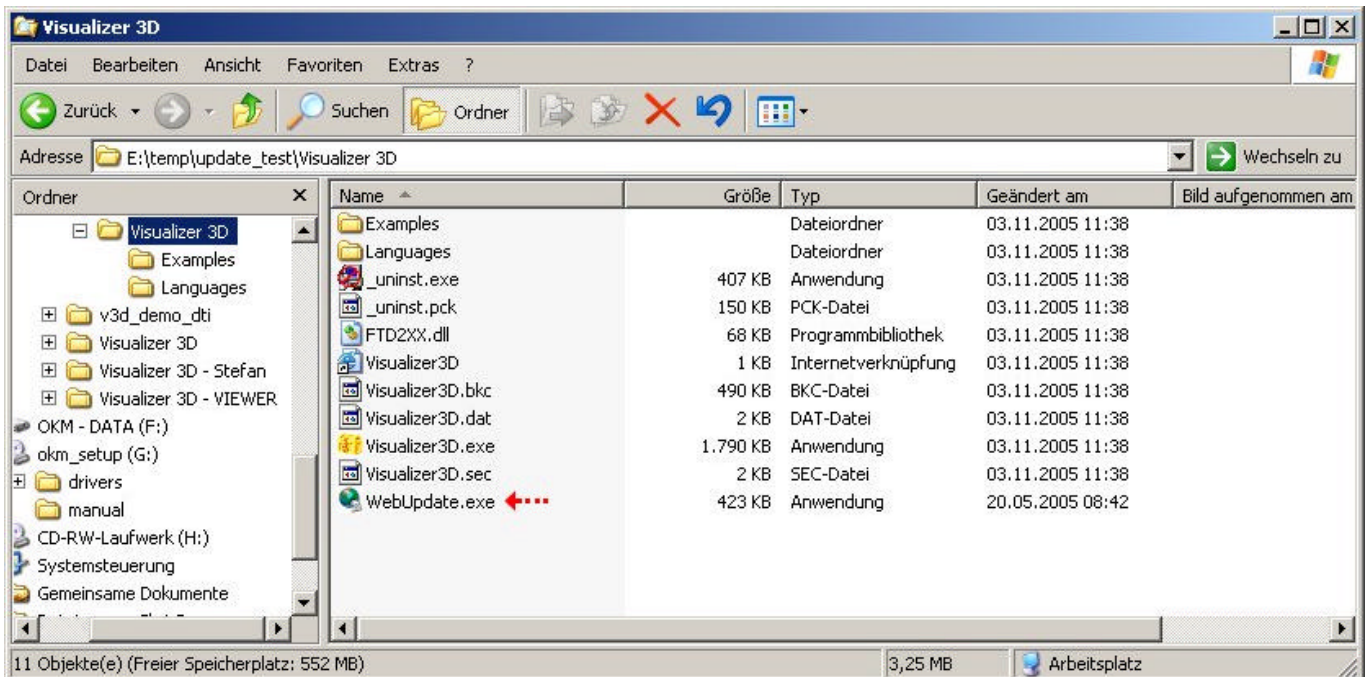 Visualizer 3D
Datei Bearbeiten Ansicht Favoriten Extras ?
Zurück Suchen Ordner
Adresse E:\temp\update_test\Visualizer 3D Wechseln zu
Ordner
Visualizer 3D
Examples
Languages
v3d_demo_dti
Visualizer 3D
Visualizer 3D - Stefan
Visualizer 3D - VIEWER
OKM - DATA (F:)
okm_setup (G:)
drivers
manual
CD-RW-Laufwerk (H:)
Systemsteuerung
Gemeinsame Dokumente
Name Größe Typ Geändert am Bild aufgenommen am
Examples Dateiordner 03.11.2005 11:38
Languages Dateiordner 03.11.2005 11:38
_uninst.exe 407 KB Anwendung 03.11.2005 11:38
_uninst.pck 150 KB PCK-Datei 03.11.2005 11:38
FTD2XX.dll 68 KB Programmbibliothek 03.11.2005 11:38
Visualizer3D 1 KB Internetverknüpfung 03.11.2005 11:38
Visualizer3D.bkc 490 KB BKC-Datei 03.11.2005 11:38
Visualizer3D.dat 2 KB DAT-Datei 03.11.2005 11:38
Visualizer3D.exe 1.790 KB Anwendung 03.11.2005 11:38
Visualizer3D.sec 2 KB SEC-Datei 03.11.2005 11:38
WebUpdate.exe 423 KB Anwendung 20.05.2005 08:42
11 Objekte(e) (Freier Speicherplatz: 552 MB) 3,25 MB Arbeitsplatz